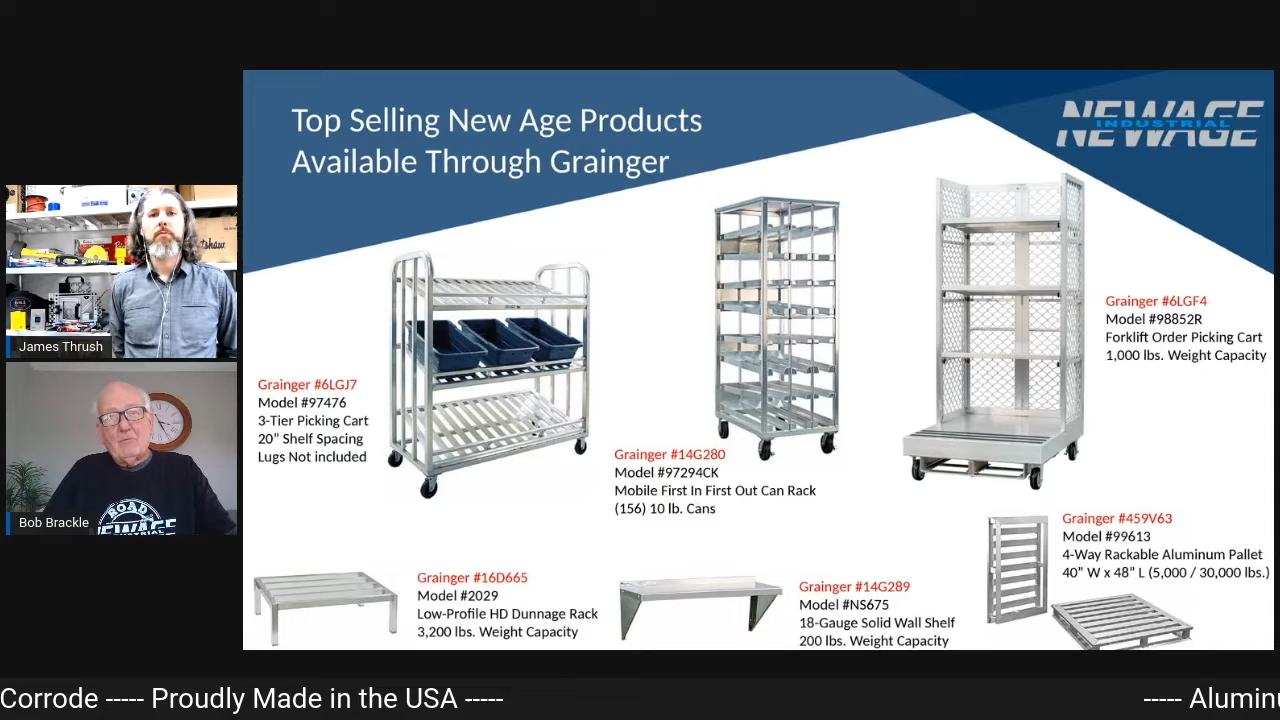 Top Selling New Age Products
Available Through Grainger
NEWAGE
INDUSTRIAL
James Thrush
Bob Brackle
ROAD
NEWAGE
Grainger #6LGJ7
Model #97476
3-Tier Picking Cart
20” Shelf Spacing
Lugs Not included
Grainger #14G280
Model #97294CK
Mobile First In First Out Can Rack
(156) 10 lb. Cans
Grainger #6LGF4
Model #98852R
Forklift Order Picking Cart
1,000 lbs. Weight Capacity
Grainger #16D665
Model #2029
Low-Profile HD Dunnage Rack
3,200 lbs. Weight Capacity
Grainger #14G289
Model #NS675
18-Gauge Solid Wall Shelf
200 lbs. Weight Capacity
Grainger #459V63
Model #99613
4-Way Rackable Aluminum Pallet
40” W x 48” L (5,000 / 30,000 lbs.)
Corrode ----- Proudly Made in the USA -----
----- Aluminu